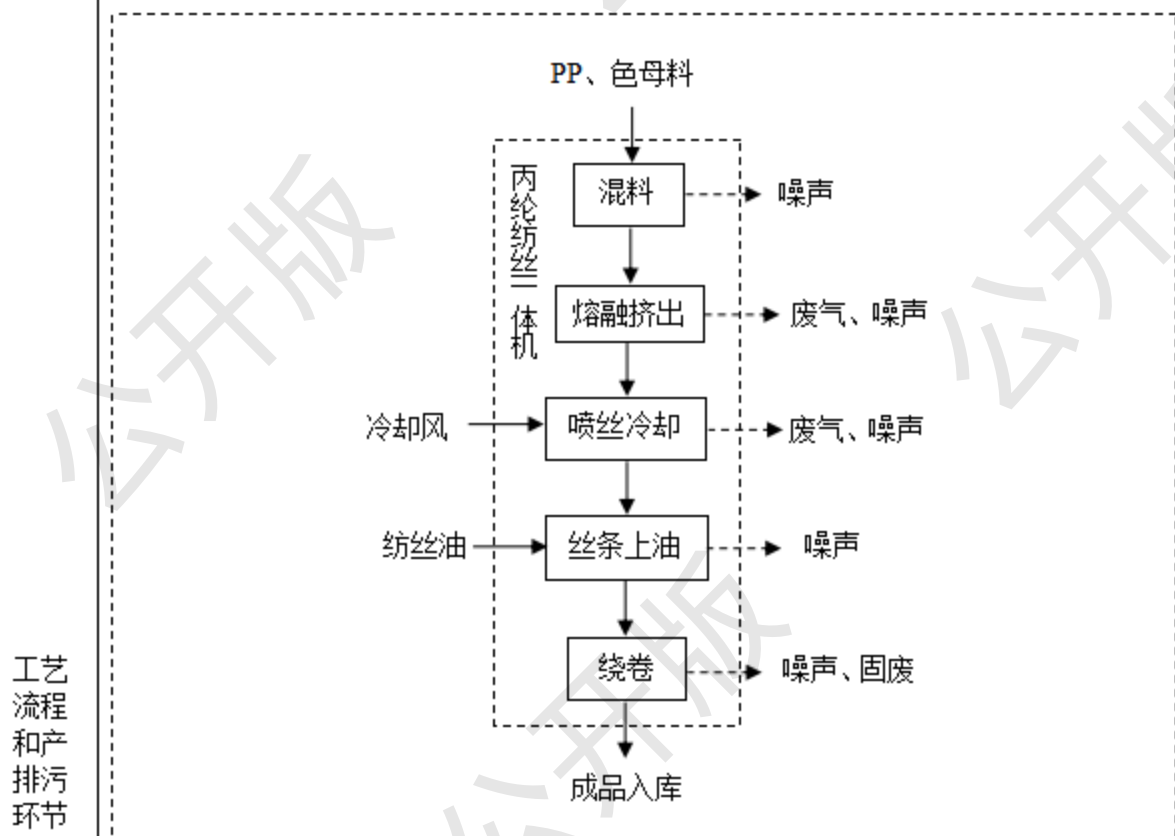 PP、色母料
丙纶纺丝一体机
混料
噪声
熔融挤出
废气、噪声
冷却风
喷丝冷却
废气、噪声
纺丝油
丝条上油
噪声
绕卷
噪声、固废
成品入库
工艺
流程
和产
排污
环节
公开版
公开版
公开版